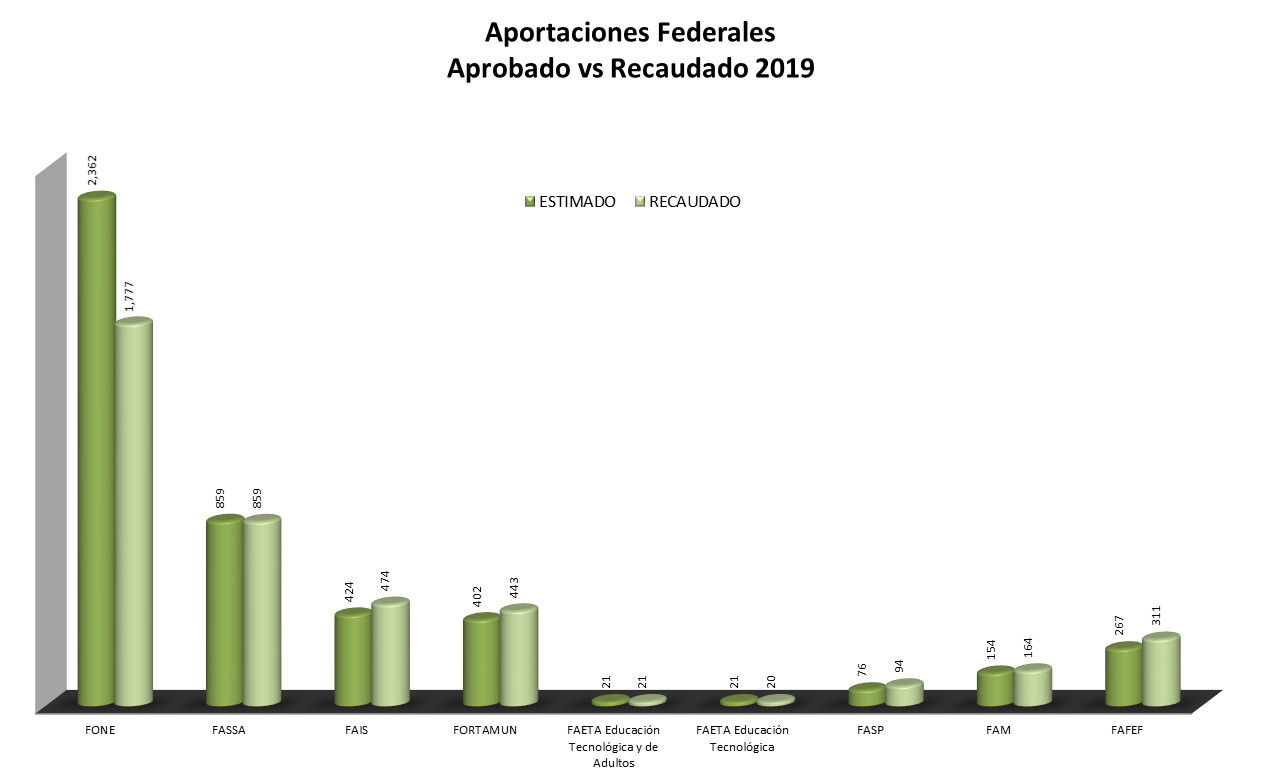 Aportaciones Federales
Aprobado vs Recaudado 2019
ESTIMADO
RECAUDADO
2,362
1,777
859
859
424
474
402
443
21
21
21
20
76
94
154
164
267
311
FONE
FASSA
FAIS
FORTAMUN
FAETA Educación
Tecnológica y de
Adultos
FAETA Educación
Tecnológica
FASP
FAM
FAFEF